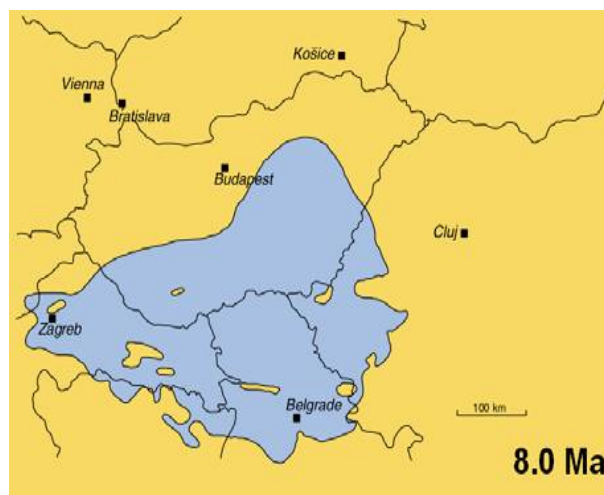 Košice
Vienna
Bratislava
Budapest
Cluj
Zagreb
Belgrade
100 km
8.0 Ma